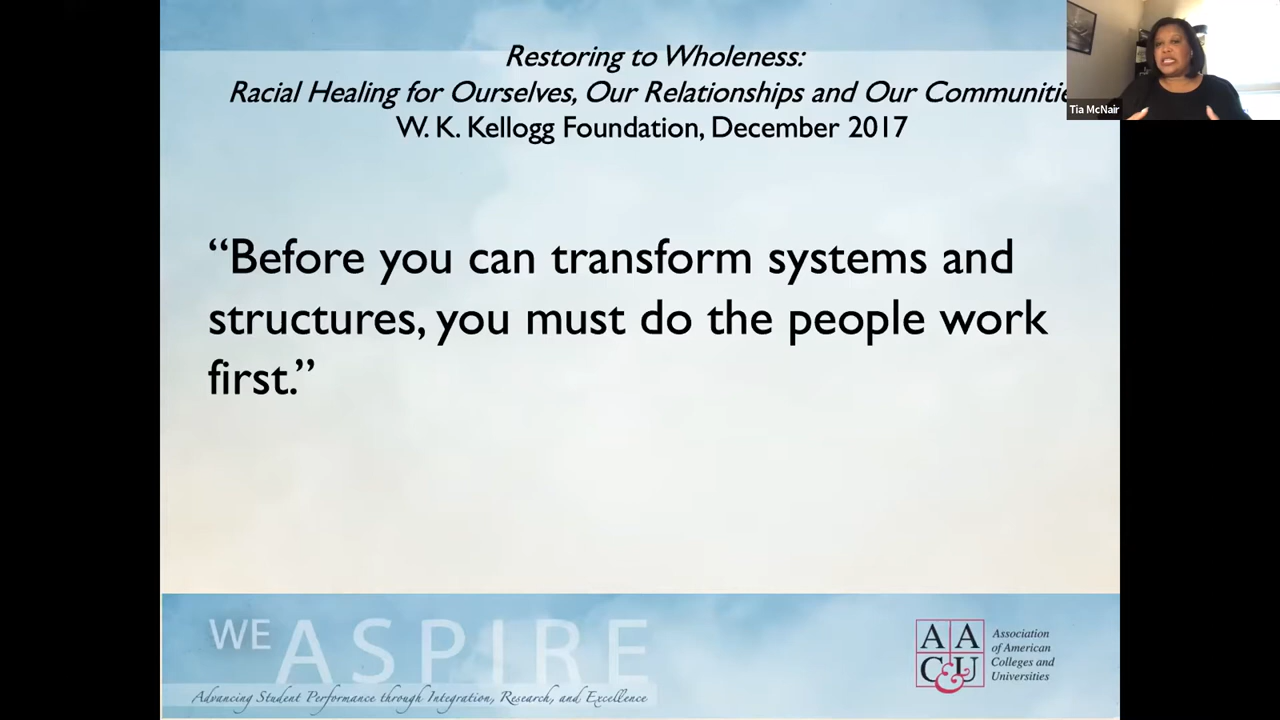 Restoring to Wholeness:
Racial Healing for Ourselves, Our Relationships and Our Communitie
W. K. Kellogg Foundation, December 2017
Tia McNair
“Before you can transform systems and
structures, you must do the people work
first.”
WE ASPIRE
Advancing Student Performance through Integration, Research, and Excellence
AA
C&U
Association
of American
Colleges and
Universities